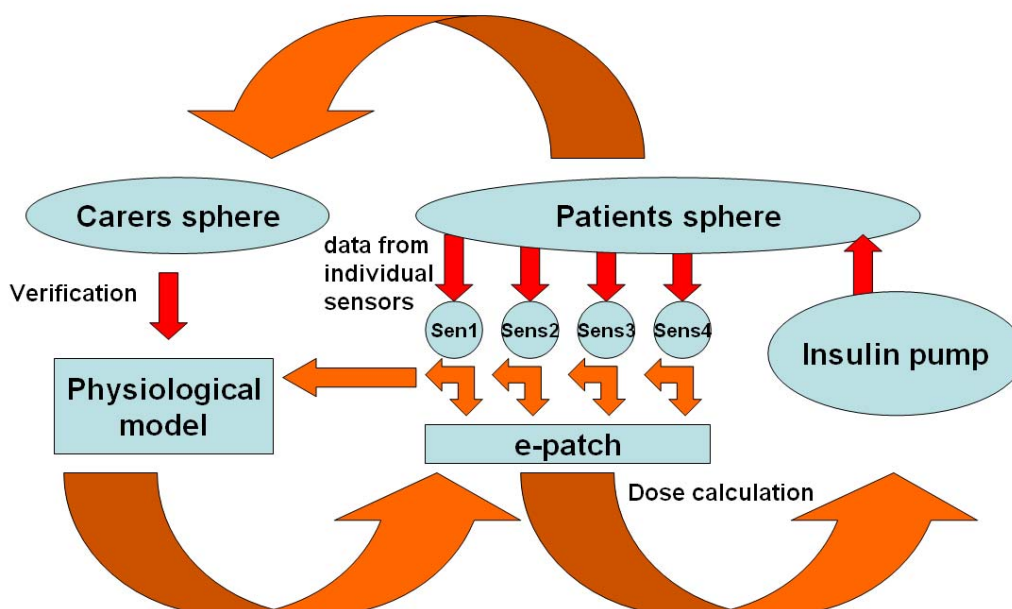 Carers sphere
Patients sphere
data from
individual
sensors
Verification
Sen1
Sens2
Sens3
Sens4
Insulin pump
Physiological
model
e-patch
Dose calculation